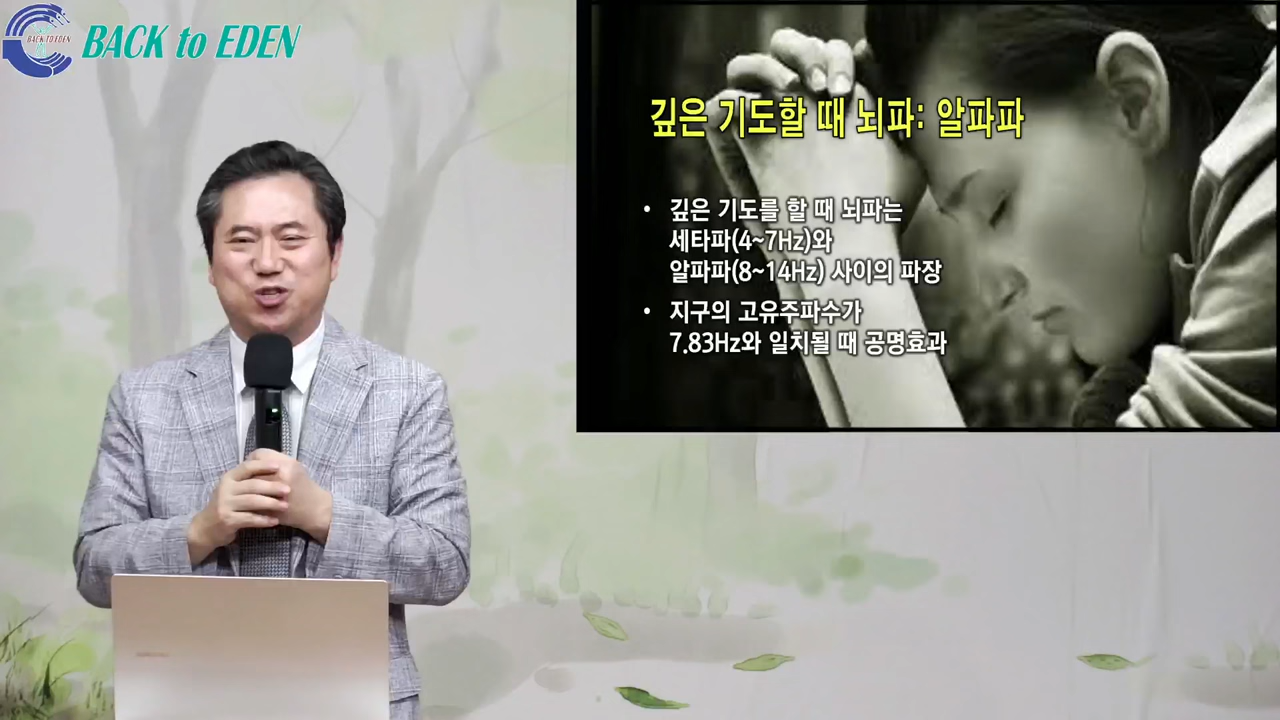 BACK TO EDEN
BACK to EDEN
깊은 기도할 때 뇌파: 알파파
• 깊은 기도를 할 때 뇌파는
세타파(4~7Hz)와
알파파(8~14Hz) 사이의 파장
• 지구의 고유주파수가
7.83Hz와 일치될 때 공명효과